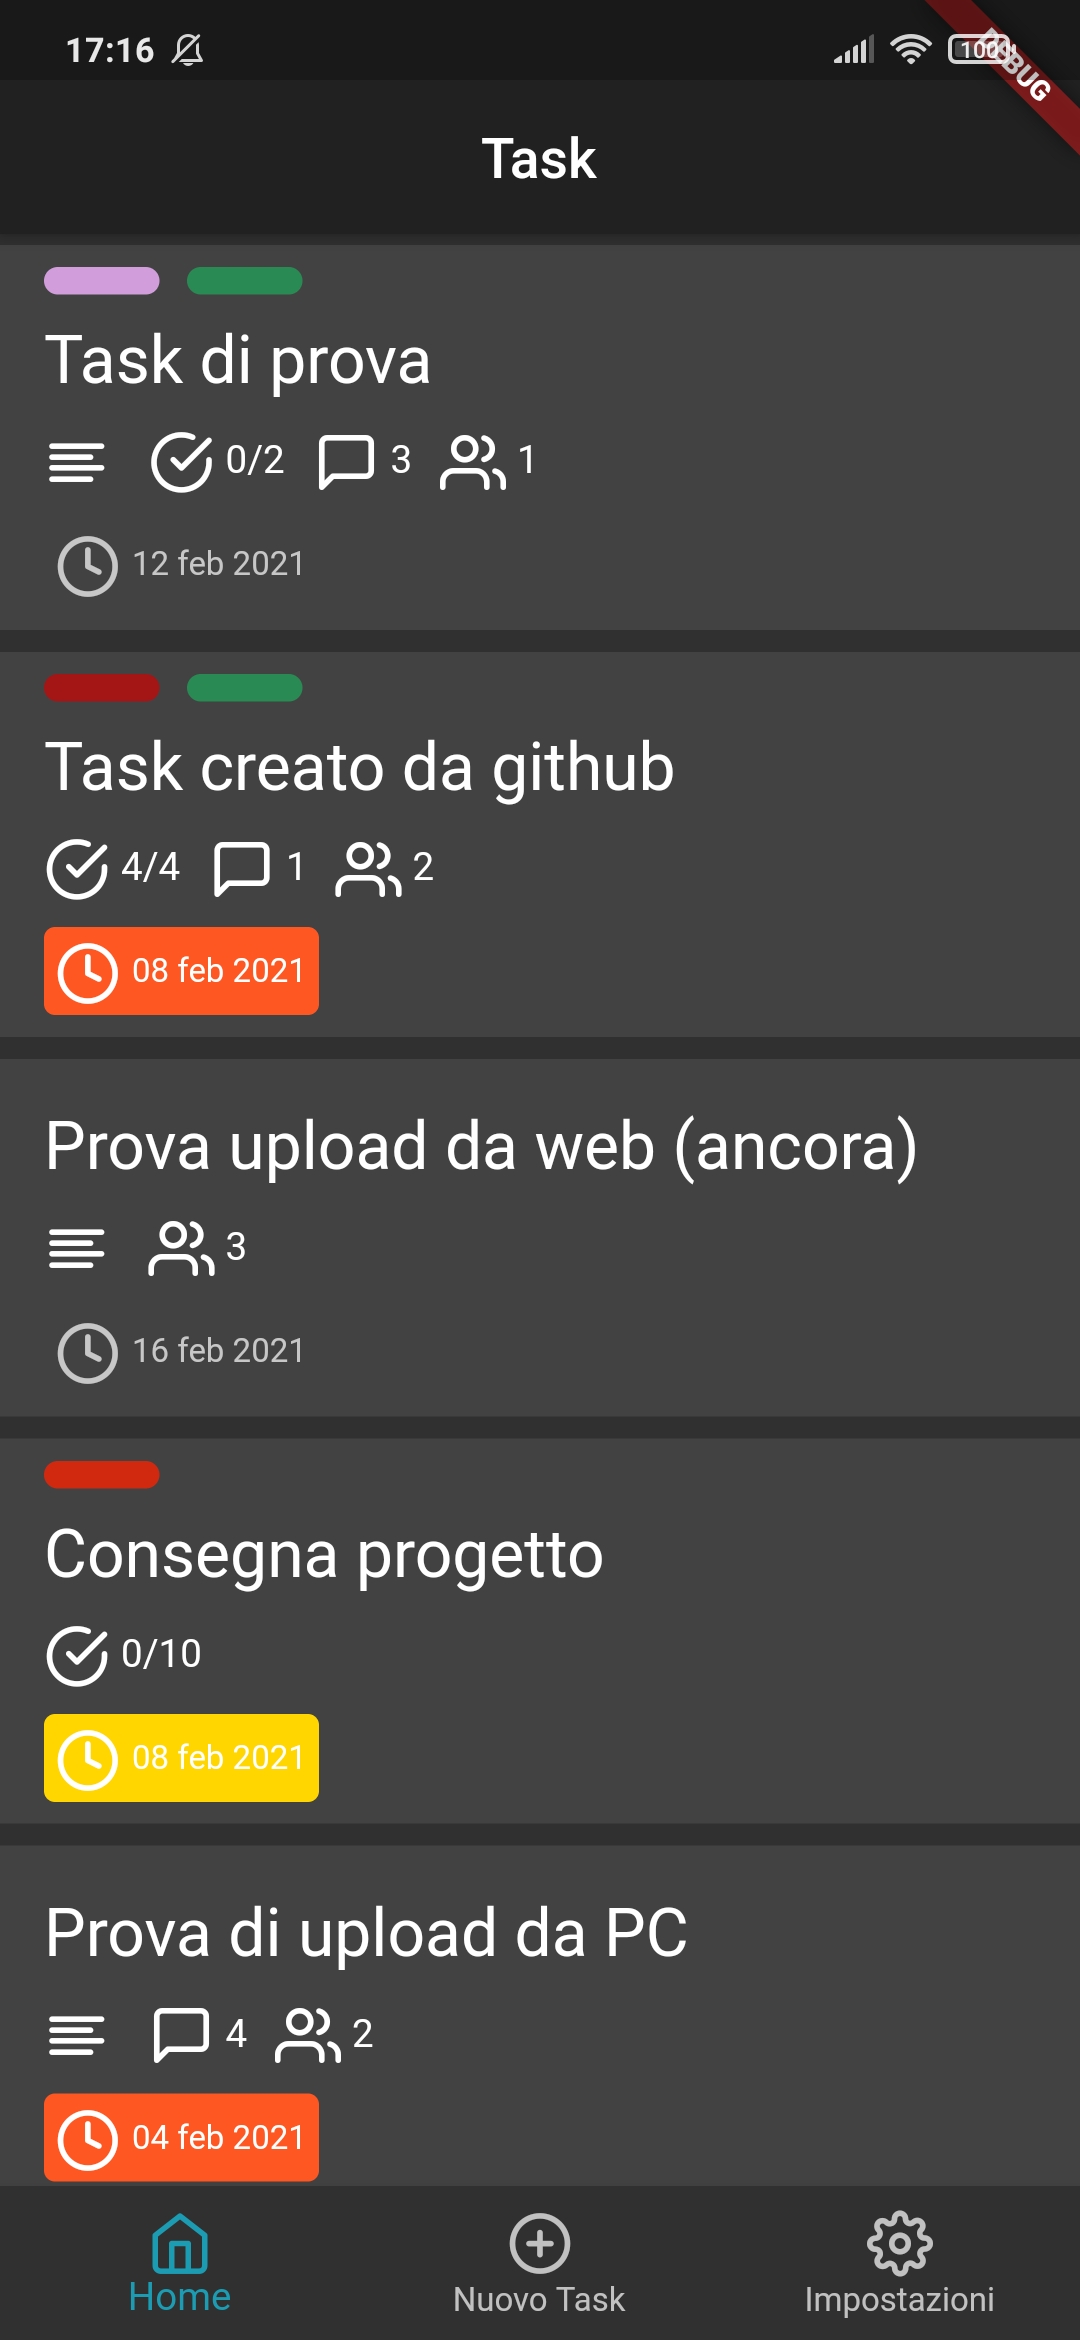 17:16
100
DEBUG
Task
Task di prova
0/2 3 1
12 feb 2021
Task creato da github
4/4 1 2
08 feb 2021
Prova upload da web (ancora)
3
16 feb 2021
Consegna progetto
0/10
08 feb 2021
Prova di upload da PC
4 2
04 feb 2021
Home Nuovo Task Impostazioni